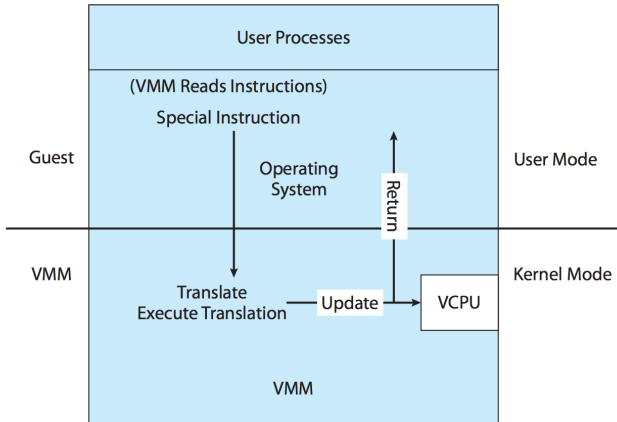 User Processes
(VMM Reads Instructions)
Special Instruction
Guest
User Mode
Operating
System
Return
VMM
Kernel Mode
Translate
Execute Translation
Update
VCPU
VMM